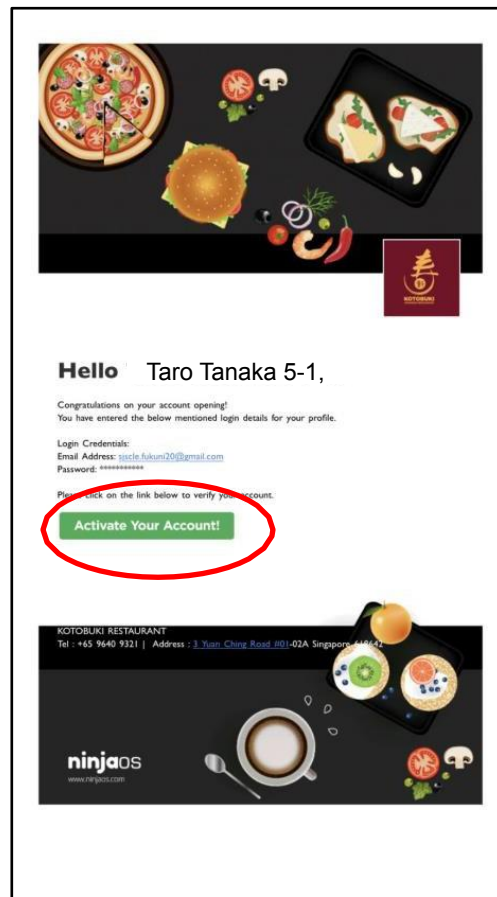 寿
KOTOBUKI
Hello Taro Tanaka 5-1,
Congratulations on your account opening!
You have entered the below mentioned login details for your profile.
Login Credentials:
Email Address: sjscle.fukuni20@gmail.com
Password: ***********
Please click on the link below to verify your account.
Activate Your Account!
KOTOBUKI RESTAURANT
Tel : +65 9640 9321 | Address : 3 Yuan Ching Road #01-02A Singapore 618642
ninjaos
www.ninjaos.com